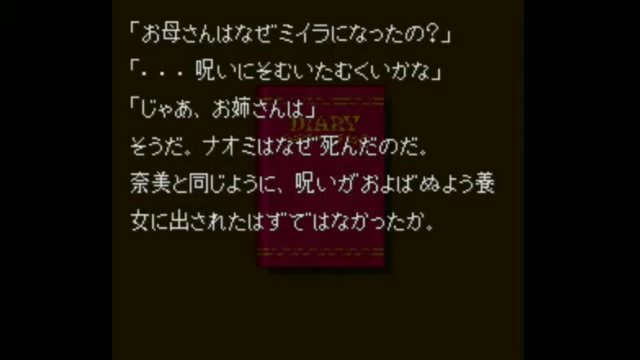 「お母さんはなぜミイラになったの？」
「・・・呪いにそむいたむくいかな」
「じゃあ、お姉さんは」
DIARY
そうだ。ナオミはなぜ死んだのだ。
奈美と同じように、呪いがおよばぬよう養
女に出されたはずではなかったか。